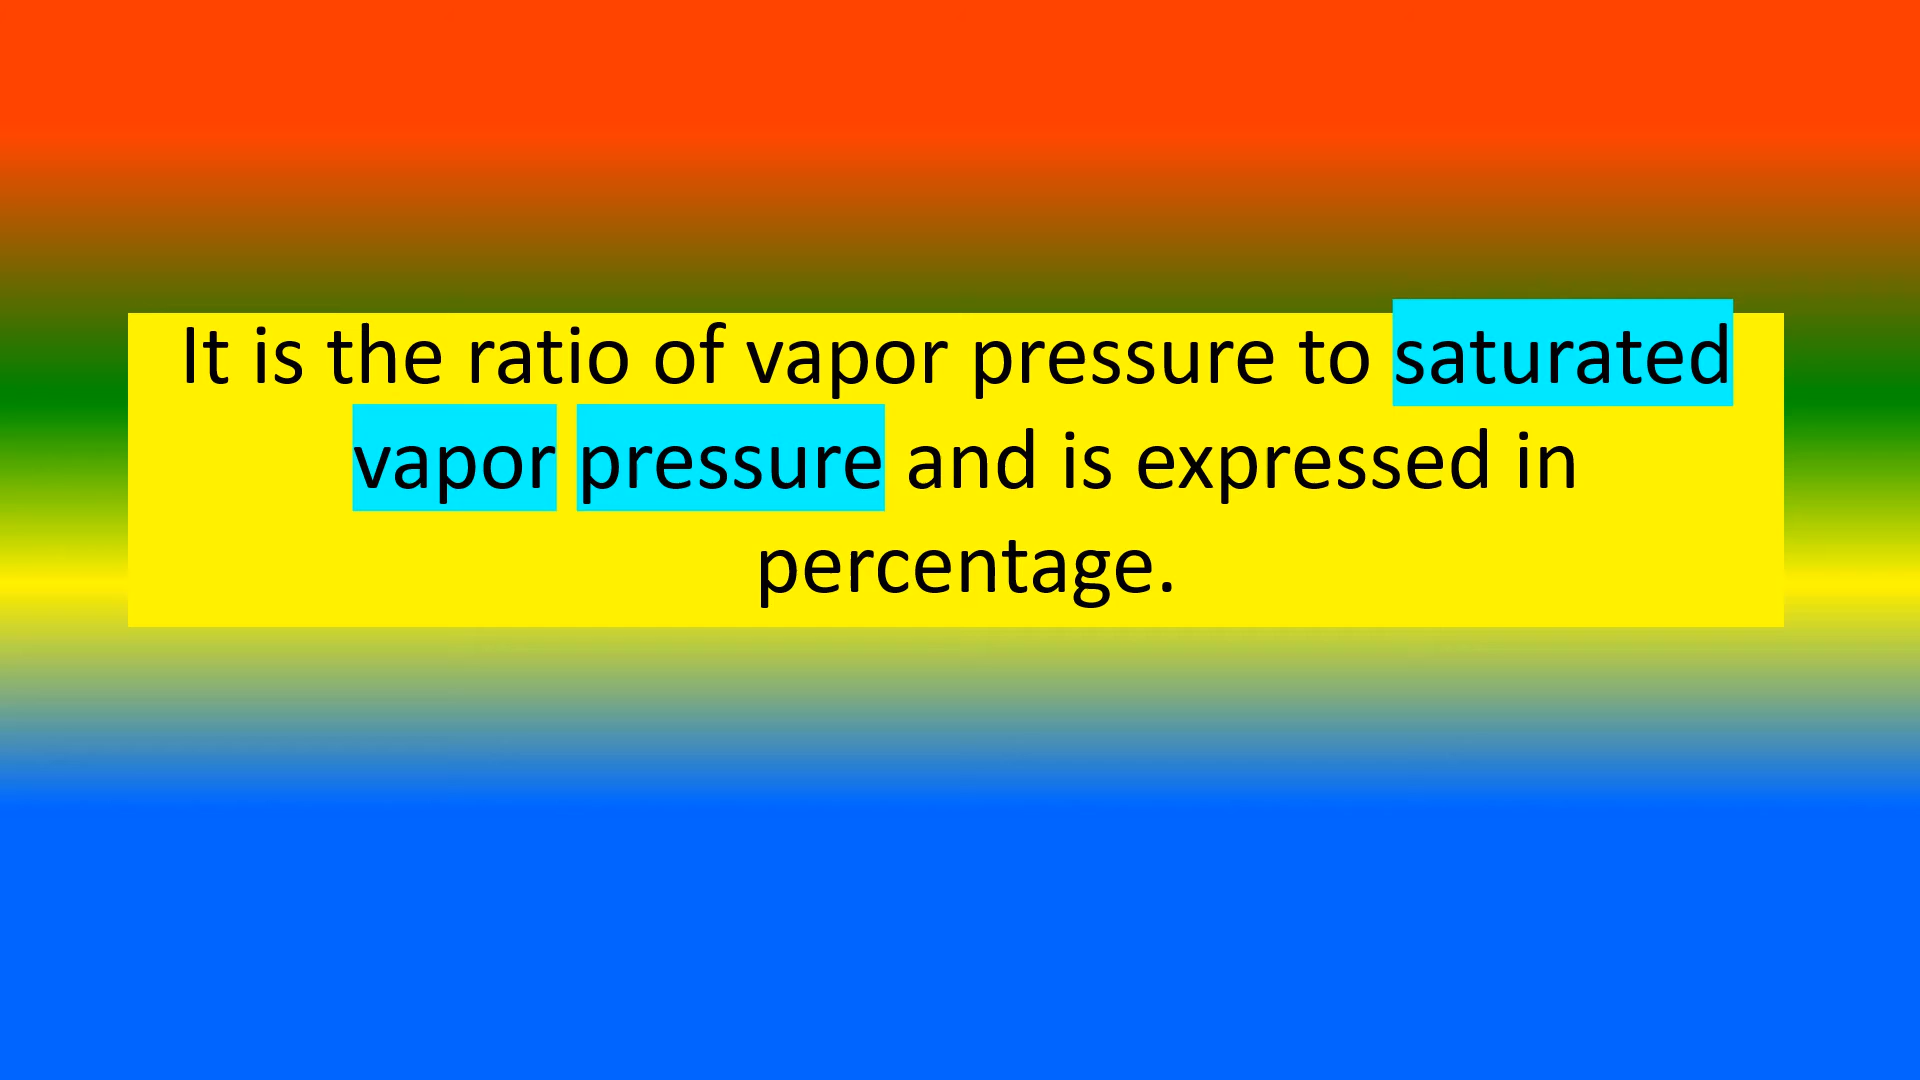 It is the ratio of vapor pressure to saturated
vapor pressure and is expressed in
percentage.